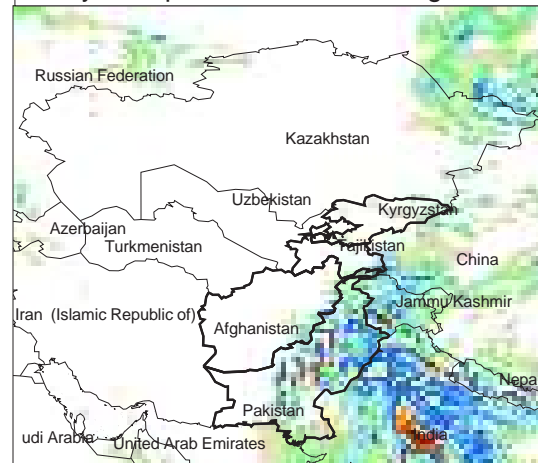 Russian Federation
Kazakhstan
Uzbekistan
Kyrgyzstan
Azerbaijan
Turkmenistan
Tajikistan
China
Jammu Kashmir
Iran (Islamic Republic of)
Afghanistan
Nepa
Pakistan
udi Arabia
United Arab Emirates
India